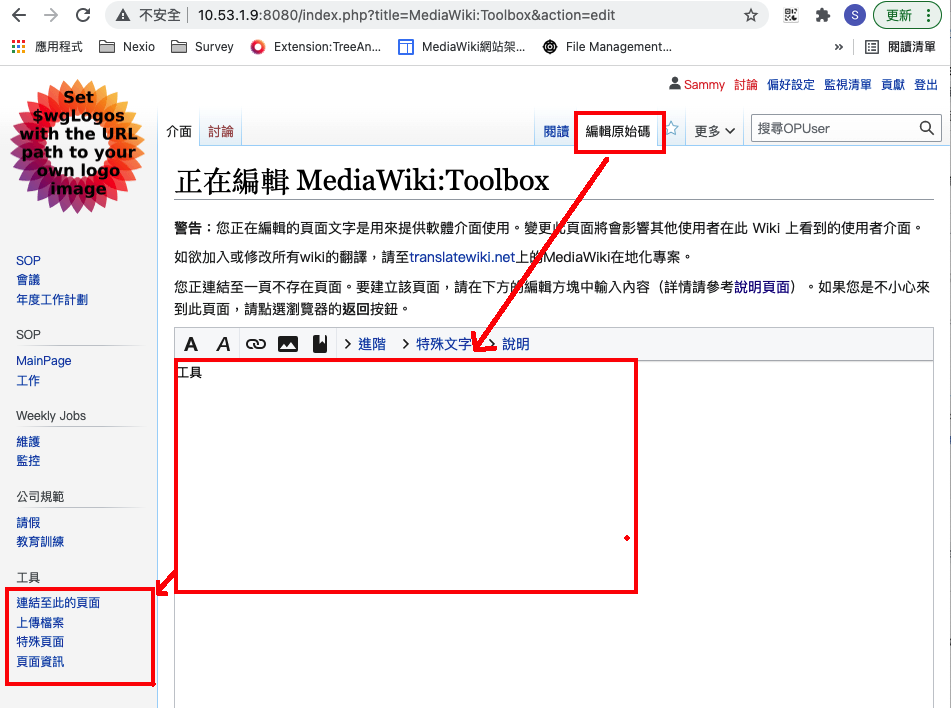 不安全 10.53.1.9:8080/index.php?title=MediaWiki:Toolbox&action=edit S 更新
應用程式 Nexio Survey Extension:TreeAn... MediaWiki網站架... File Management... » 閱讀清單
Sammy 討論 偏好設定 監視清單 貢獻 登出
Set
$wgLogos
with the URL
path to your
own logo
image
介面 討論 閱讀 編輯原始碼 更多 搜尋OPUser
正在編輯 MediaWiki:Toolbox
警告：您正在編輯的頁面文字是用來提供軟體介面使用。變更此頁面將會影響其他使用者在此 Wiki 上看到的使用者介面。
如欲加入或修改所有wiki的翻譯，請至translatewiki.net上的MediaWiki在地化專案。
您正連結至一頁不存在頁面。要建立該頁面，請在下方的編輯方塊中輸入內容（詳情請參考說明頁面）。如果您是不小心來
到此頁面，請點選瀏覽器的返回按鈕。
A A 進階 特殊文字 說明
工具
SOP
會議
年度工作計劃
SOP
MainPage
工作
Weekly Jobs
維護
監控
公司規範
請假
教育訓練
工具
連結至此的頁面
上傳檔案
特殊頁面
頁面資訊